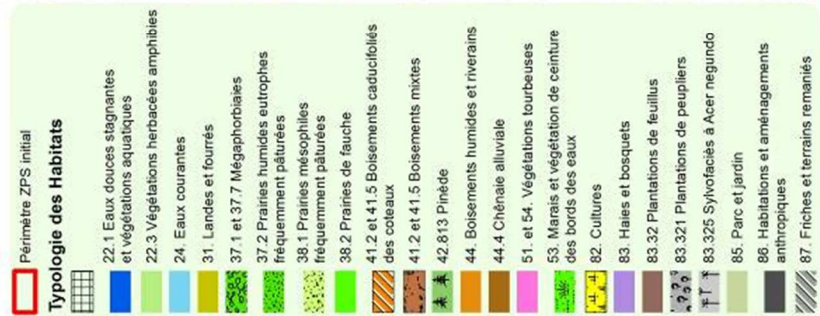 Périmètre ZPS initial
Typologie des Habitats
22.1 Eaux douces stagnantes
et végétations aquatiques
22.3 Végétations herbacées amphibies
24. Eaux courantes
31. Landes et fourrés
37.1 et 37.7 Mégaphorbiaies
37.2 Prairies humides eutrophes
fréquemment pâturées
38.1 Prairies mésophiles
fréquemment pâturées
38.2 Prairies de fauche
41.2 et 41.5 Boisements caducifoliés
des coteaux
41.2 et 41.5 Boisements mixtes
42.813 Pinède
44. Boisements humides et riverains
44.4 Chênaie alluviale
51. et 54. Végétations tourbeuses
53. Marais et végétation de ceinture
des bords des eaux
82. Cultures
83. Haies et bosquets
83.32 Plantations de feuillus
83.321 Plantations de peupliers
83.325 Sylvofaciès à Acer negundo
85. Parc et jardin
86. Habitations et aménagements
anthropiques
87. Friches et terrains remaniés